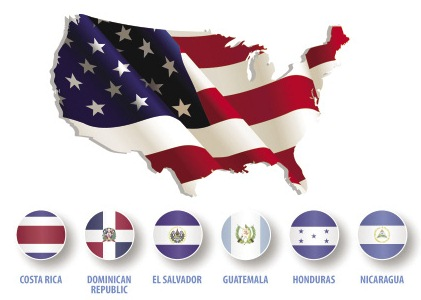 COSTA RICA
DOMINICAN
REPUBLIC
EL SALVADOR
GUATEMALA
HONDURAS
NICARAGUA